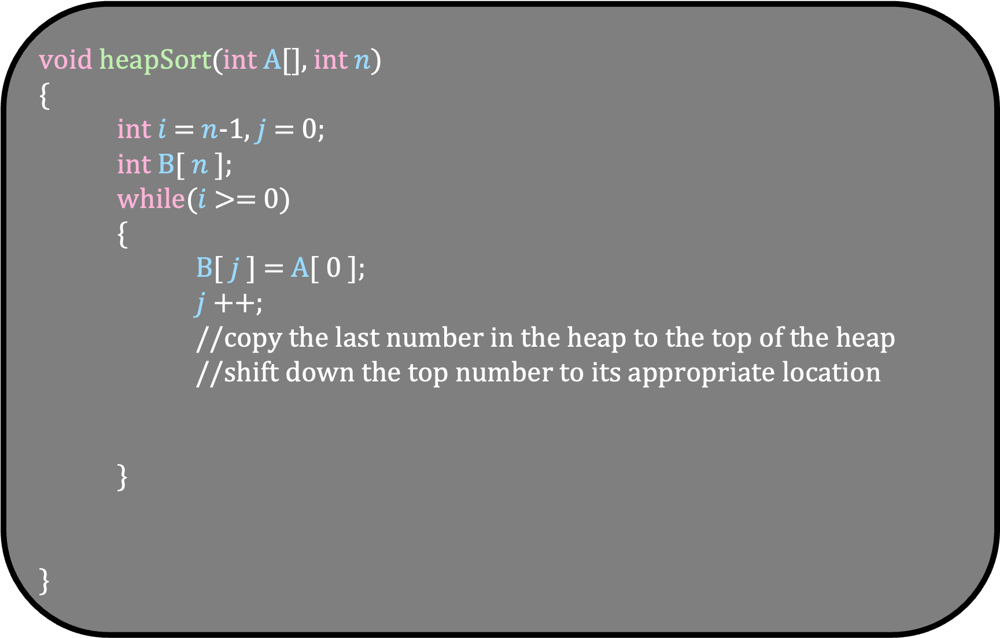 void heapSort(int A[], int n)
{
int i = n-1, j = 0;
int B[ n ];
while(i >= 0)
{
B[ j ] = A[ 0 ];
j ++;
//copy the last number in the heap to the top of the heap
//shift down the top number to its appropriate location
}
}